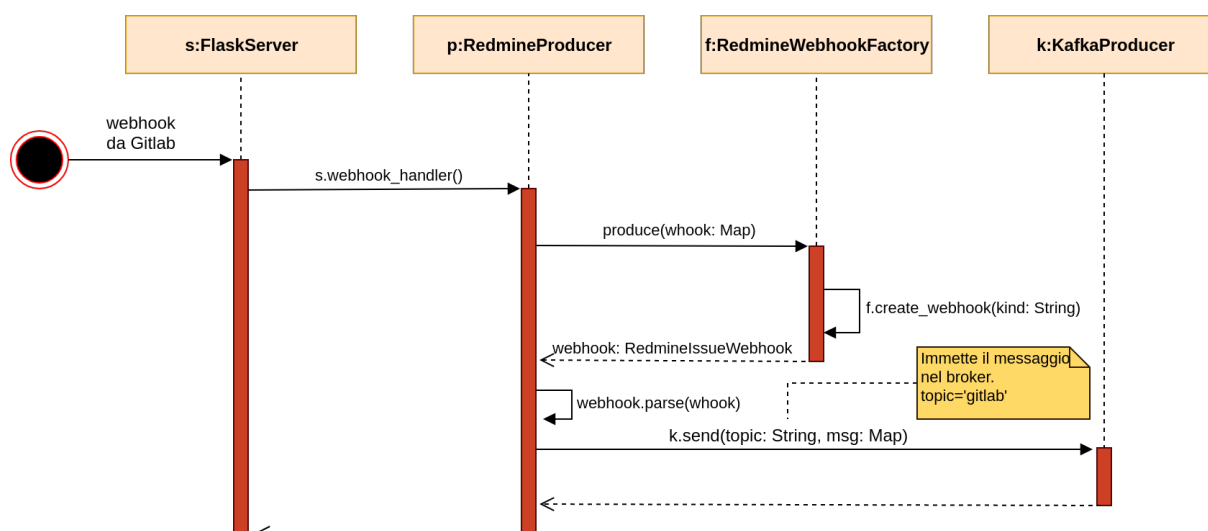 s:FlaskServer
p:RedmineProducer
f:RedmineWebhookFactory
k:KafkaProducer
webhook
da Gitlab
s.webhook_handler()
produce(whook: Map)
f.create_webhook(kind: String)
webhook: RedmineIssueWebhook
Immette il messaggio
nel broker.
topic='gitlab'
webhook.parse(whook)
k.send(topic: String, msg: Map)